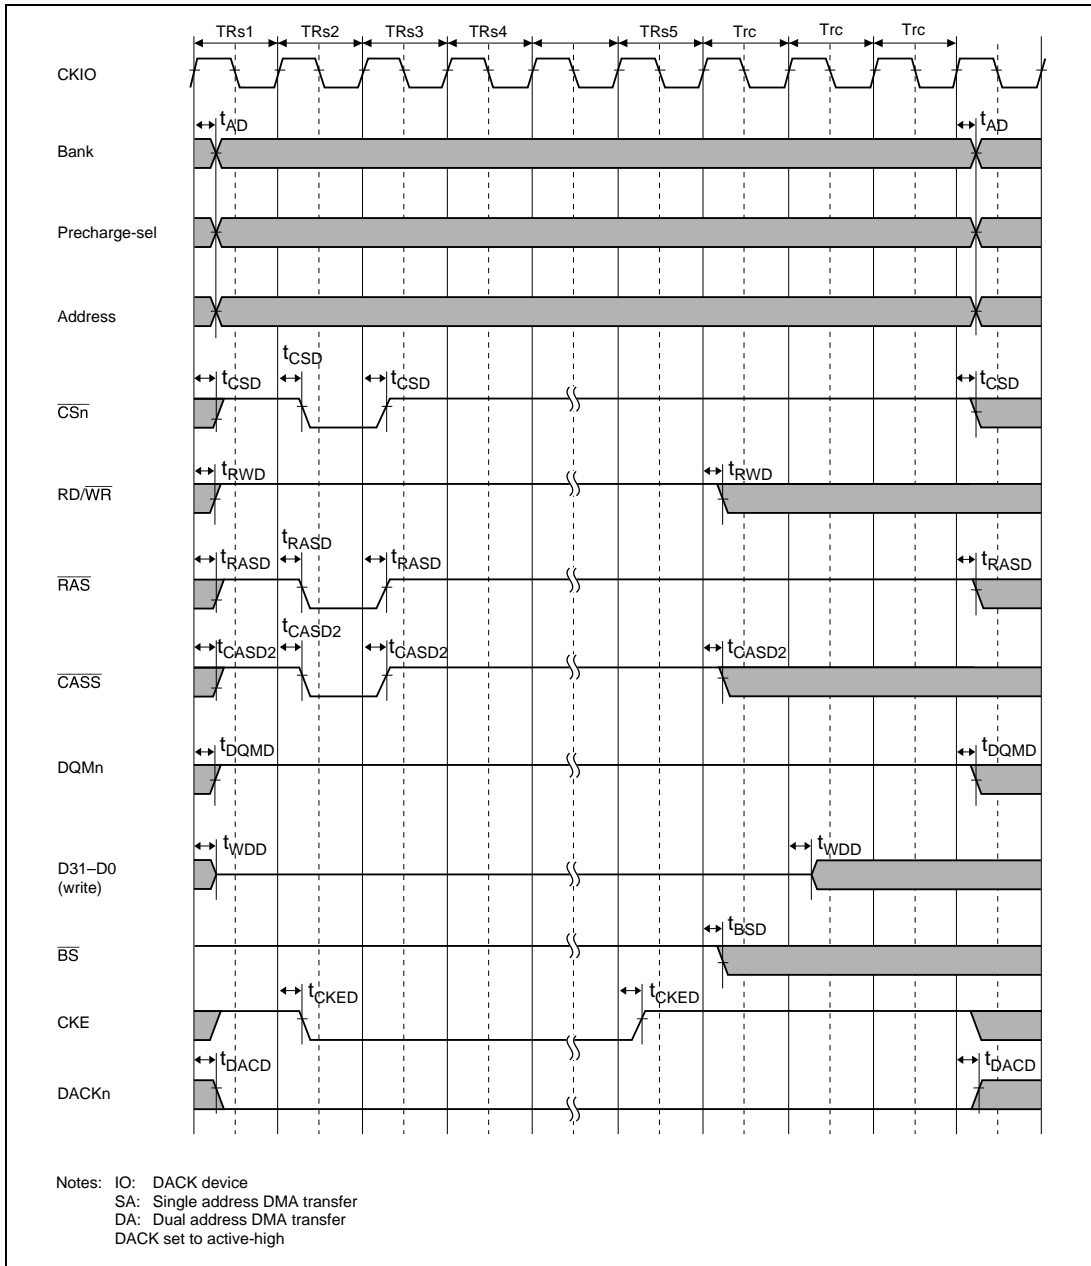 TRs1 TRs2 TRs3 TRs4 TRs5 Trc Trc Trc
CKIO
tAD tAD
Bank
Precharge-sel
Address
tCSD
tCSD tCSD tCSD
CSn
tRWD tRWD
RD/WR
tRASD
tRASD tRASD tRASD
RAS
tCASD2
tCASD2 tCASD2 tCASD2
CASS
tDQMD tDQMD
DQMn
tWDD tWDD
D31–D0
(write)
tBSD
BS
tCKED tCKED
CKE
tDACD tDACD
DACKn
Notes: IO: DACK device
SA: Single address DMA transfer
DA: Dual address DMA transfer
DACK set to active-high